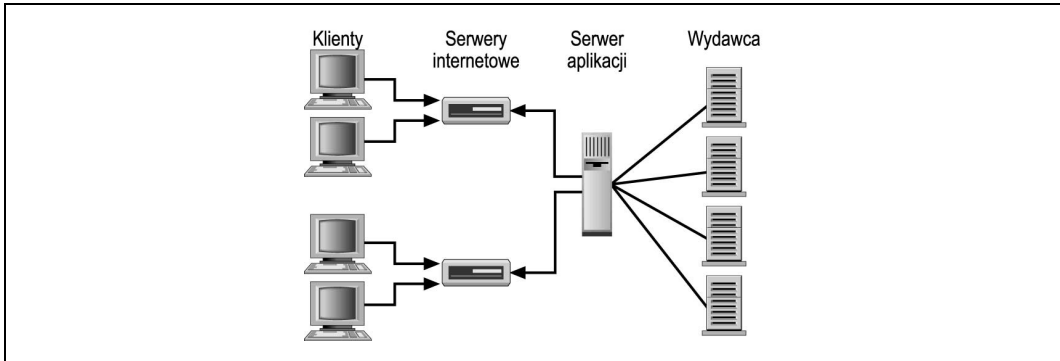 Klienty
Serwery
internetowe
Serwer
aplikacji
Wydawca